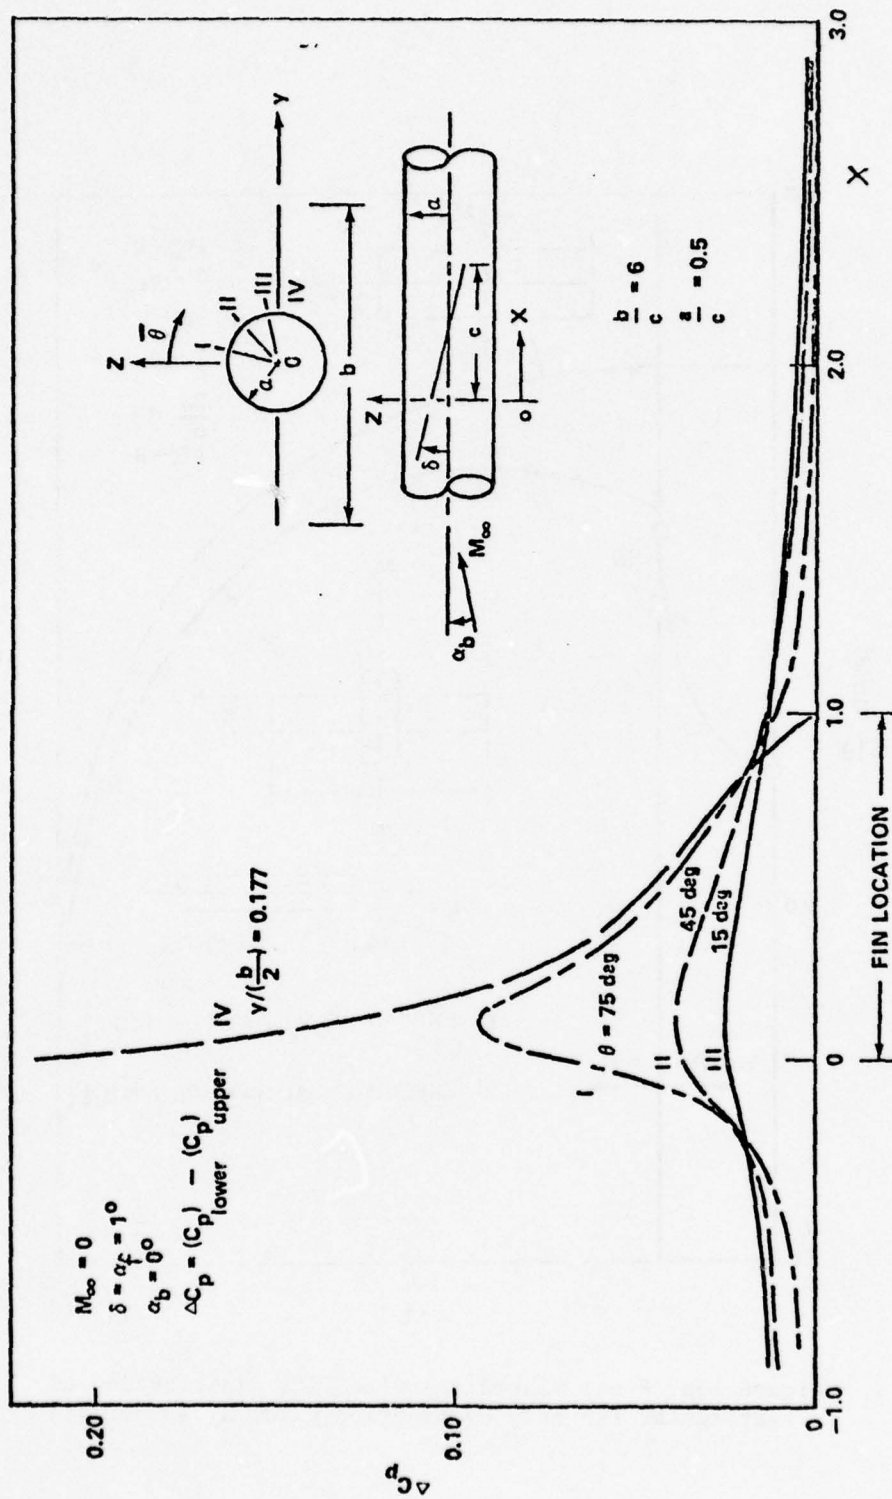 M∞ = 0
δ = αf = 1°
αb = 0°
ΔCp = (Cp)lower − (Cp)upper
IV
y/(b/2) = 0.177
ΔCp
0.20
0.10
0
-1.0
0
1.0
2.0
3.0
X
FIN LOCATION
I
II
III
θ = 75 deg
45 deg
15 deg
Z
θ̄
I
II
III
IV
a
0
y
b
Z
δ
a
c
X
o
αb
M∞
b/c = 6
a/c = 0.5